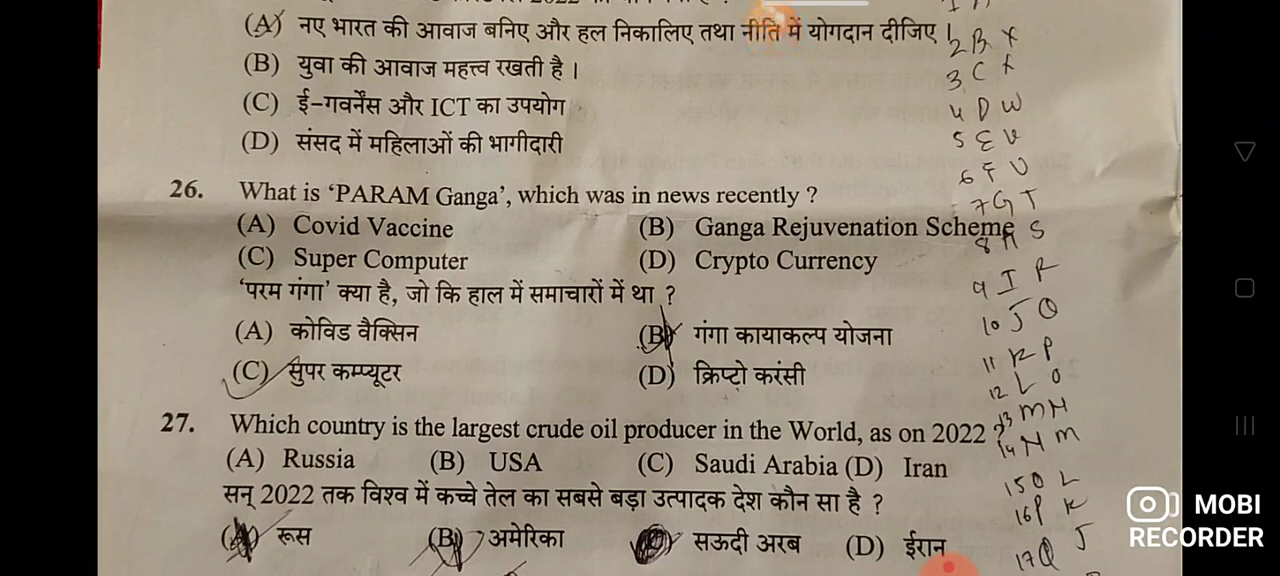 (A) नए भारत की आवाज बनिए और हल निकालिए तथा नीति में योगदान दीजिए ।
(B) युवा की आवाज महत्त्व रखती है ।
(C) ई-गवर्नेंस और ICT का उपयोग
(D) संसद में महिलाओं की भागीदारी
26. What is ‘PARAM Ganga’, which was in news recently ?
(A) Covid Vaccine (B) Ganga Rejuvenation Scheme
(C) Super Computer (D) Crypto Currency
‘परम गंगा’ क्या है, जो कि हाल में समाचारों में था ?
(A) कोविड वैक्सिन (B) गंगा कायाकल्प योजना
(C) सुपर कम्प्यूटर (D) क्रिप्टो करंसी
27. Which country is the largest crude oil producer in the World, as on 2022 ?
(A) Russia (B) USA (C) Saudi Arabia (D) Iran
सन् 2022 तक विश्व में कच्चे तेल का सबसे बड़ा उत्पादक देश कौन सा है ?
(A) रूस (B) अमेरिका (C) सऊदी अरब (D) ईरान
2 B Y
3 C X
4 D W
5 E V
6 F U
7 G T
8 H S
9 I R
10 J Q
11 K P
12 L O
13 M N
14 N M
15 O L
16 P K
17 Q J
MOBI
RECORDER